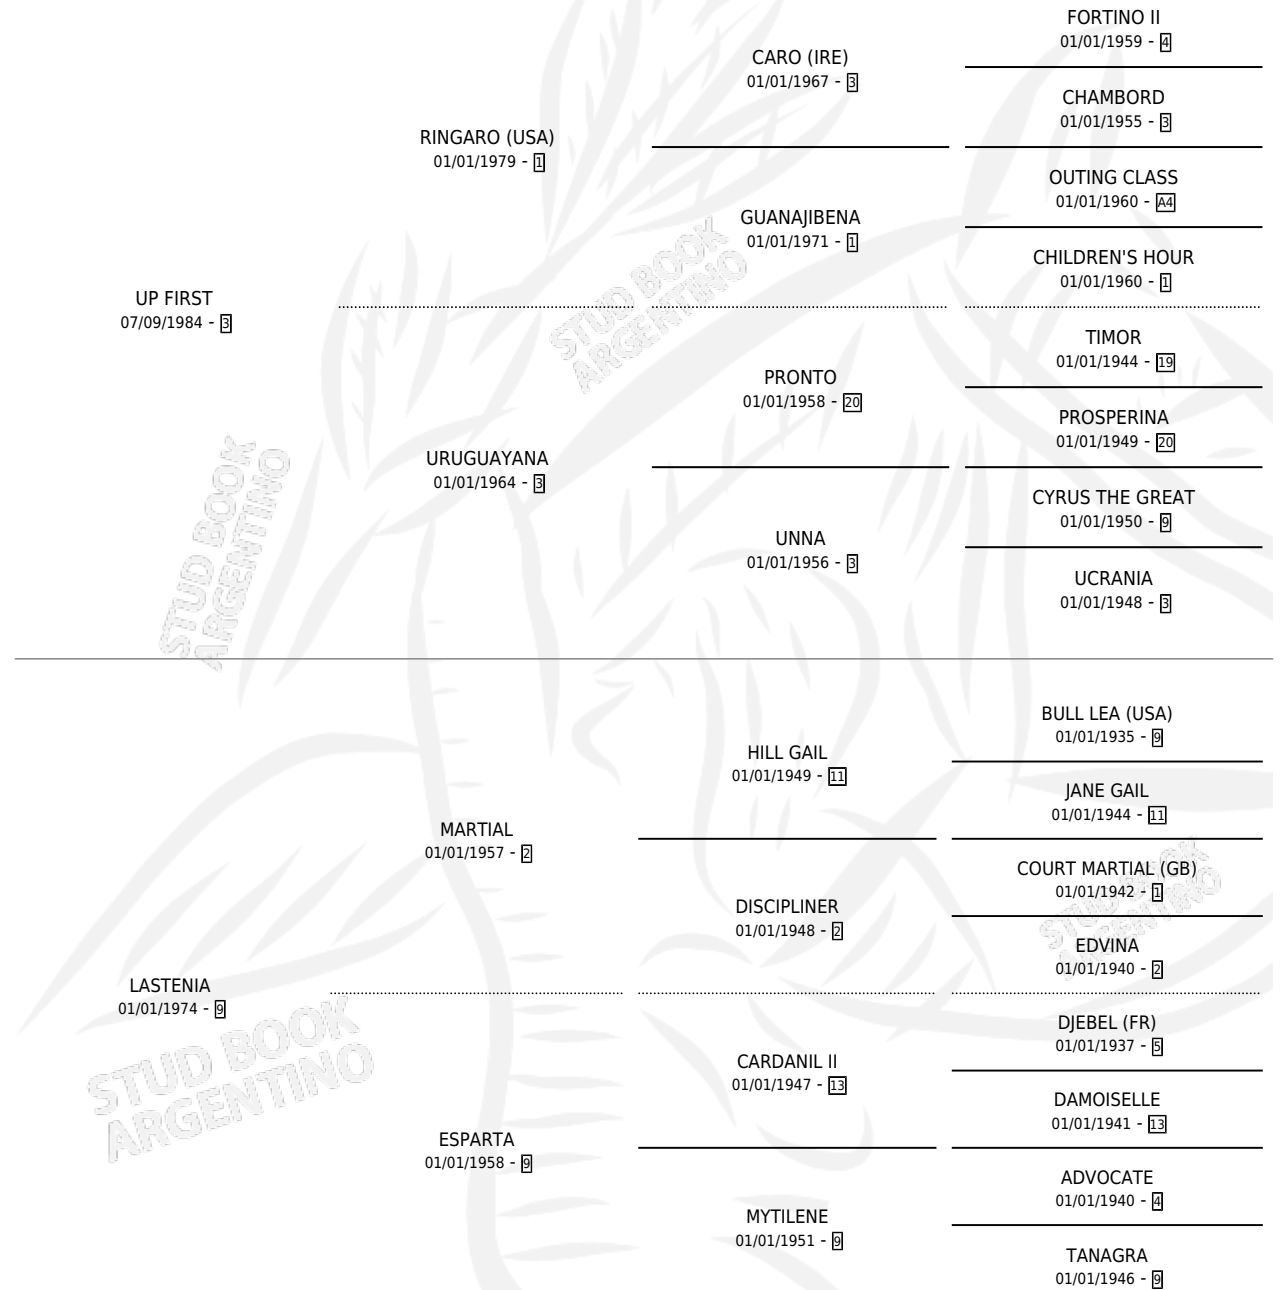 FORTINO II
01/01/1959 - 4
CARO (IRE)
01/01/1967 - 3
CHAMBORD
01/01/1955 - 3
RINGARO (USA)
01/01/1979 - 1
OUTING CLASS
01/01/1960 - A4
GUANAJIBENA
01/01/1971 - 1
CHILDREN'S HOUR
01/01/1960 - 1
UP FIRST
07/09/1984 - 3
TIMOR
01/01/1944 - 19
PRONTO
01/01/1958 - 20
PROSPERINA
01/01/1949 - 20
URUGUAYANA
01/01/1964 - 3
CYRUS THE GREAT
01/01/1950 - 9
UNNA
01/01/1956 - 3
UCRANIA
01/01/1948 - 3
STUD BOOK
ARGENTINO
STUD BOOK
ARGENTINO
BULL LEA (USA)
01/01/1935 - 9
HILL GAIL
01/01/1949 - 11
JANE GAIL
01/01/1944 - 11
MARTIAL
01/01/1957 - 2
COURT MARTIAL (GB)
01/01/1942 - 1
DISCIPLINER
01/01/1948 - 2
EDVINA
01/01/1940 - 2
STUD BOOK
ARGENTINO
LASTENIA
01/01/1974 - 9
DJEBEL (FR)
01/01/1937 - 5
CARDANIL II
01/01/1947 - 13
DAMOISELLE
01/01/1941 - 13
STUD BOOK
ARGENTINO
ESPARTA
01/01/1958 - 9
ADVOCATE
01/01/1940 - 4
MYTILENE
01/01/1951 - 9
TANAGRA
01/01/1946 - 9